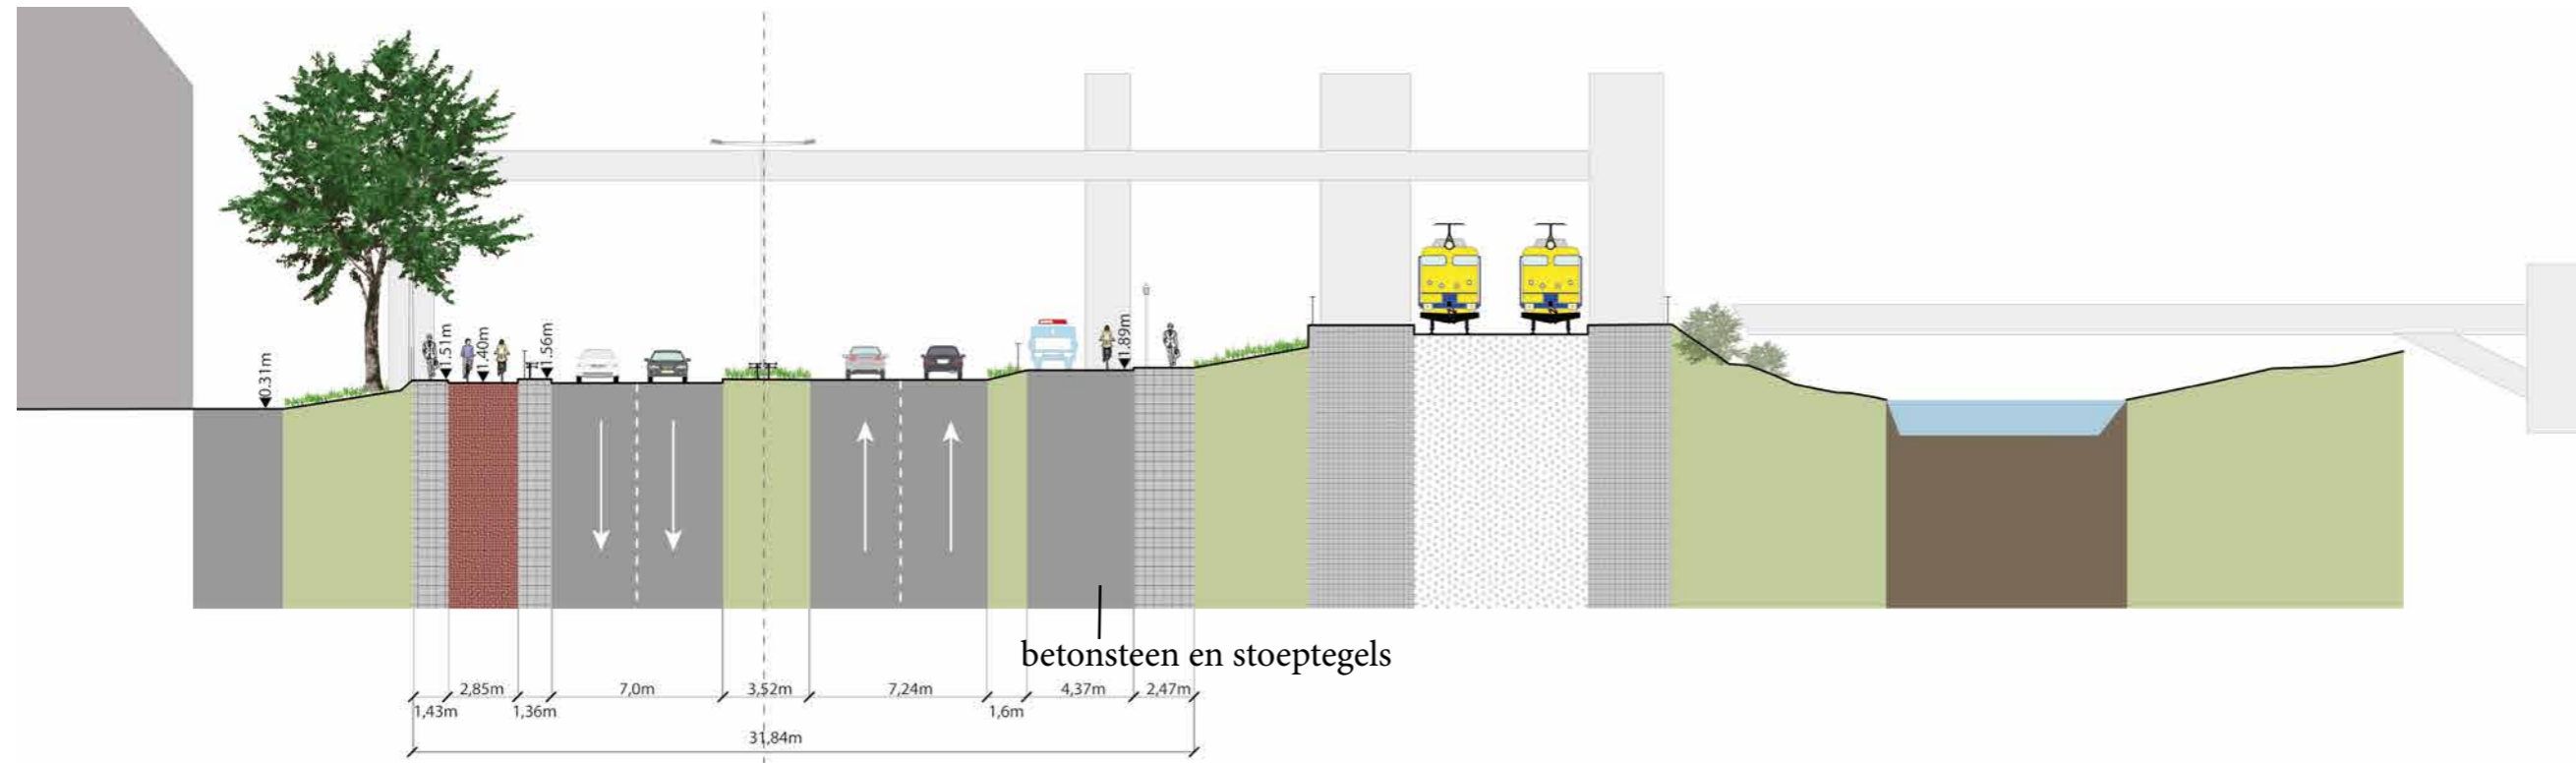 0.31m
1.51m
1.40m
1.56m
1.89m
betonsteen en stoeptegels
2,85m
7,0m
3,52m
7,24m
4,37m
2,47m
1,43m
1,36m
1,6m
31,84m